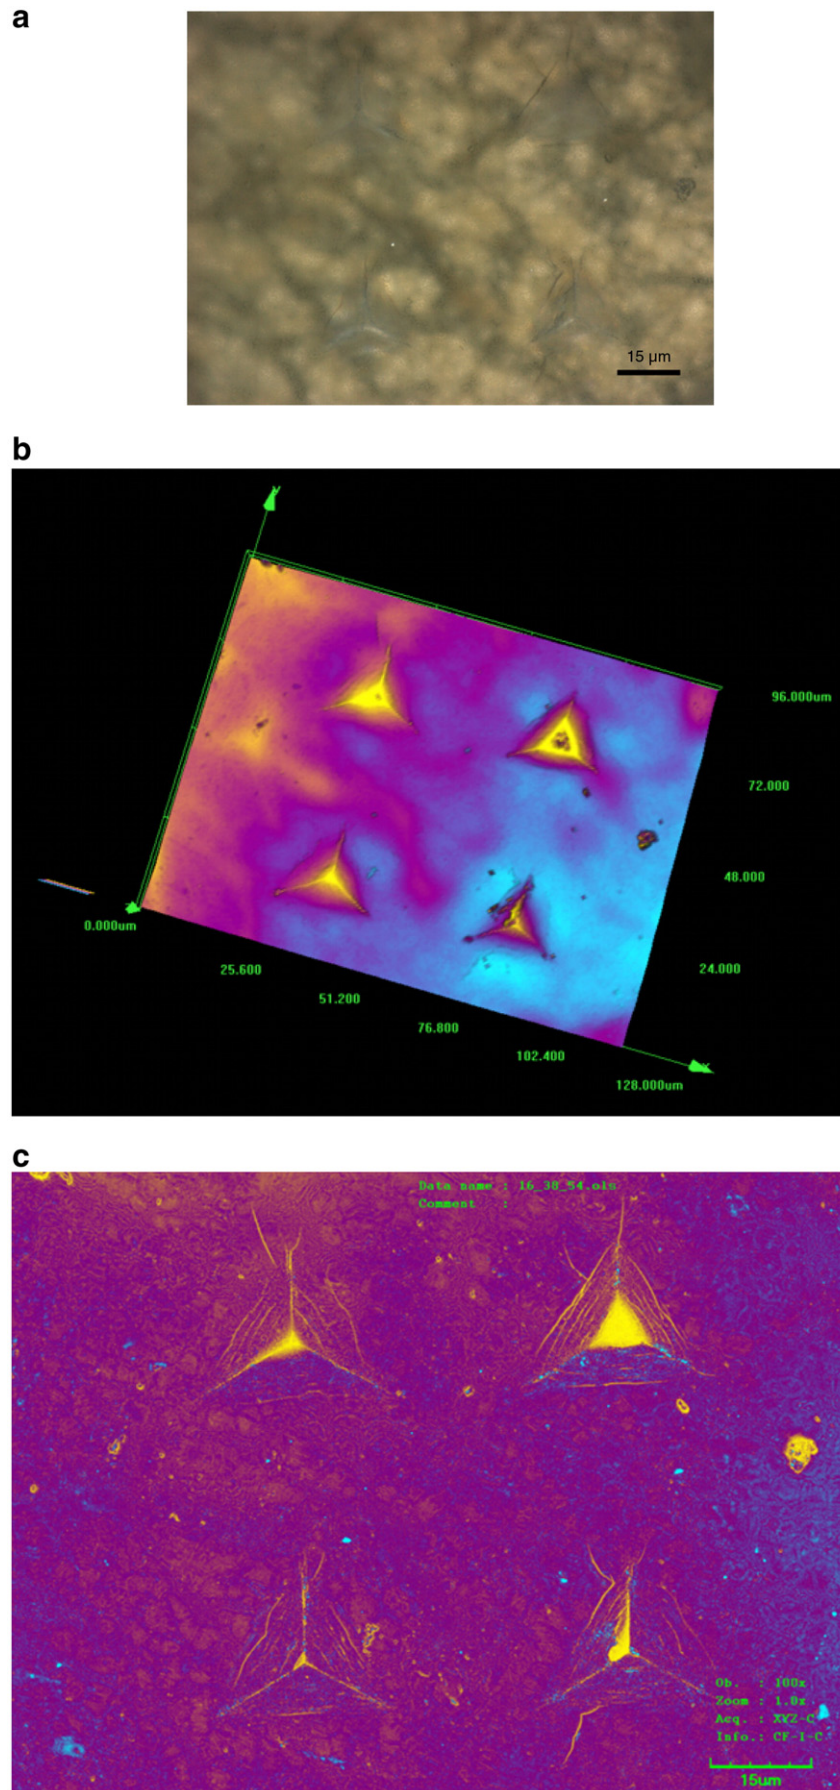 a
15 µm
b
96.000um
72.000
48.000
0.000um
24.000
25.600
51.200
76.800
102.400
128.000um
c
Data name : 16_38_54.ols
Comment :
Ob. : 100x
Zoom : 1.0x
Acq. : XYZ-C
Info.: CF-I-C
15um